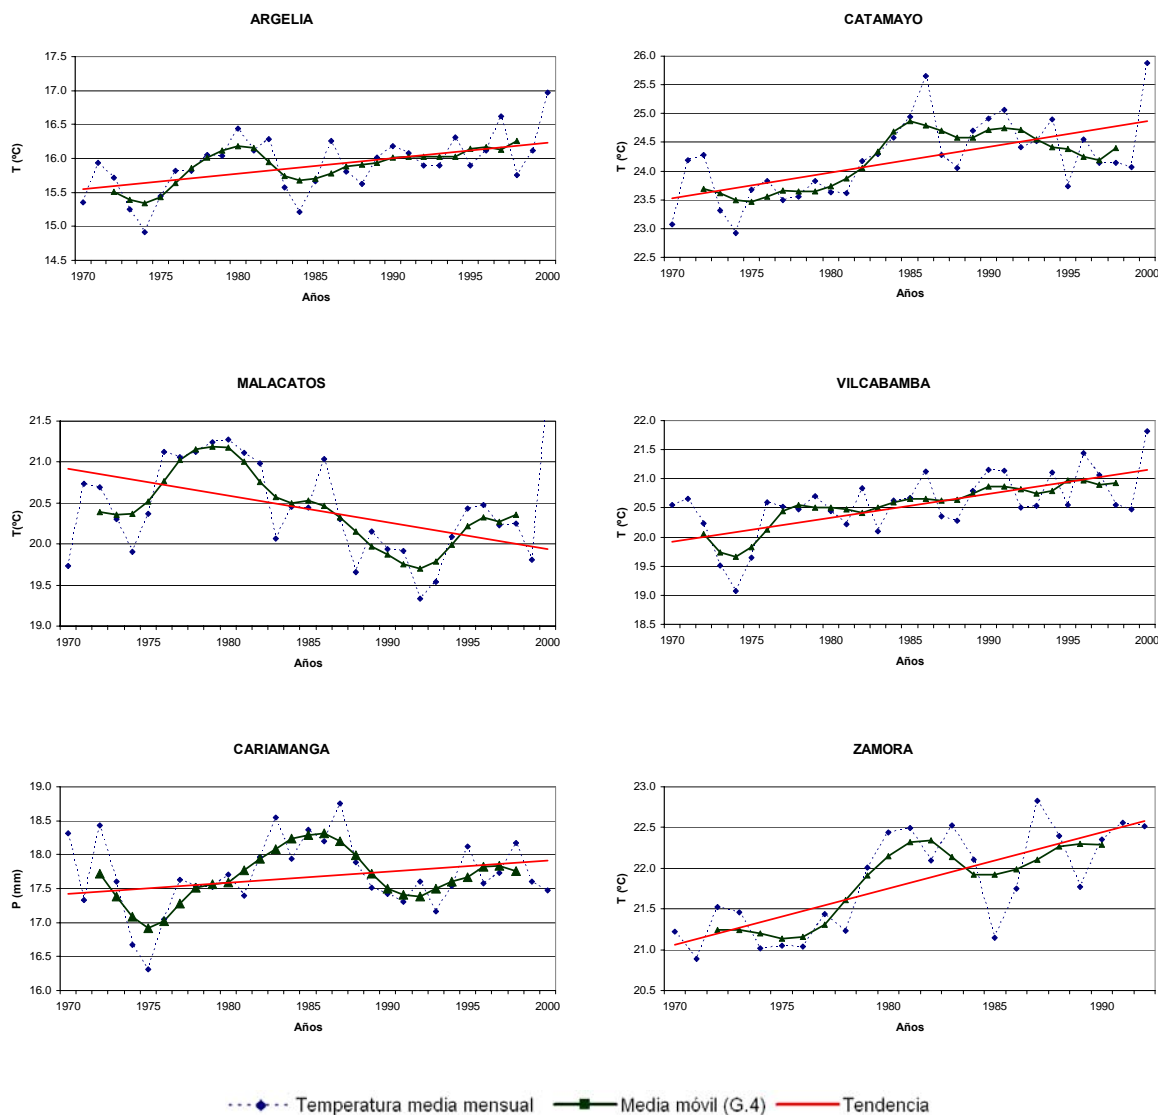 ARGELIA
17.5
17.0
16.5
16.0
15.5
15.0
14.5
T (ºC)
1970 1975 1980 1985 1990 1995 2000
Años
CATAMAYO
26.0
25.5
25.0
24.5
24.0
23.5
23.0
22.5
T (ºC)
1970 1975 1980 1985 1990 1995 2000
Años
MALACATOS
21.5
21.0
20.5
20.0
19.5
19.0
T(ºC)
1970 1975 1980 1985 1990 1995 2000
Años
VILCABAMBA
22.0
21.5
21.0
20.5
20.0
19.5
19.0
18.5
T (ºC)
1970 1975 1980 1985 1990 1995 2000
Años
CARIAMANGA
19.0
18.5
18.0
17.5
17.0
16.5
16.0
P (mm)
1970 1975 1980 1985 1990 1995 2000
Años
ZAMORA
23.0
22.5
22.0
21.5
21.0
20.5
T (ºC)
1970 1975 1980 1985 1990
Años
Temperatura media mensual Media móvil (G.4) Tendencia